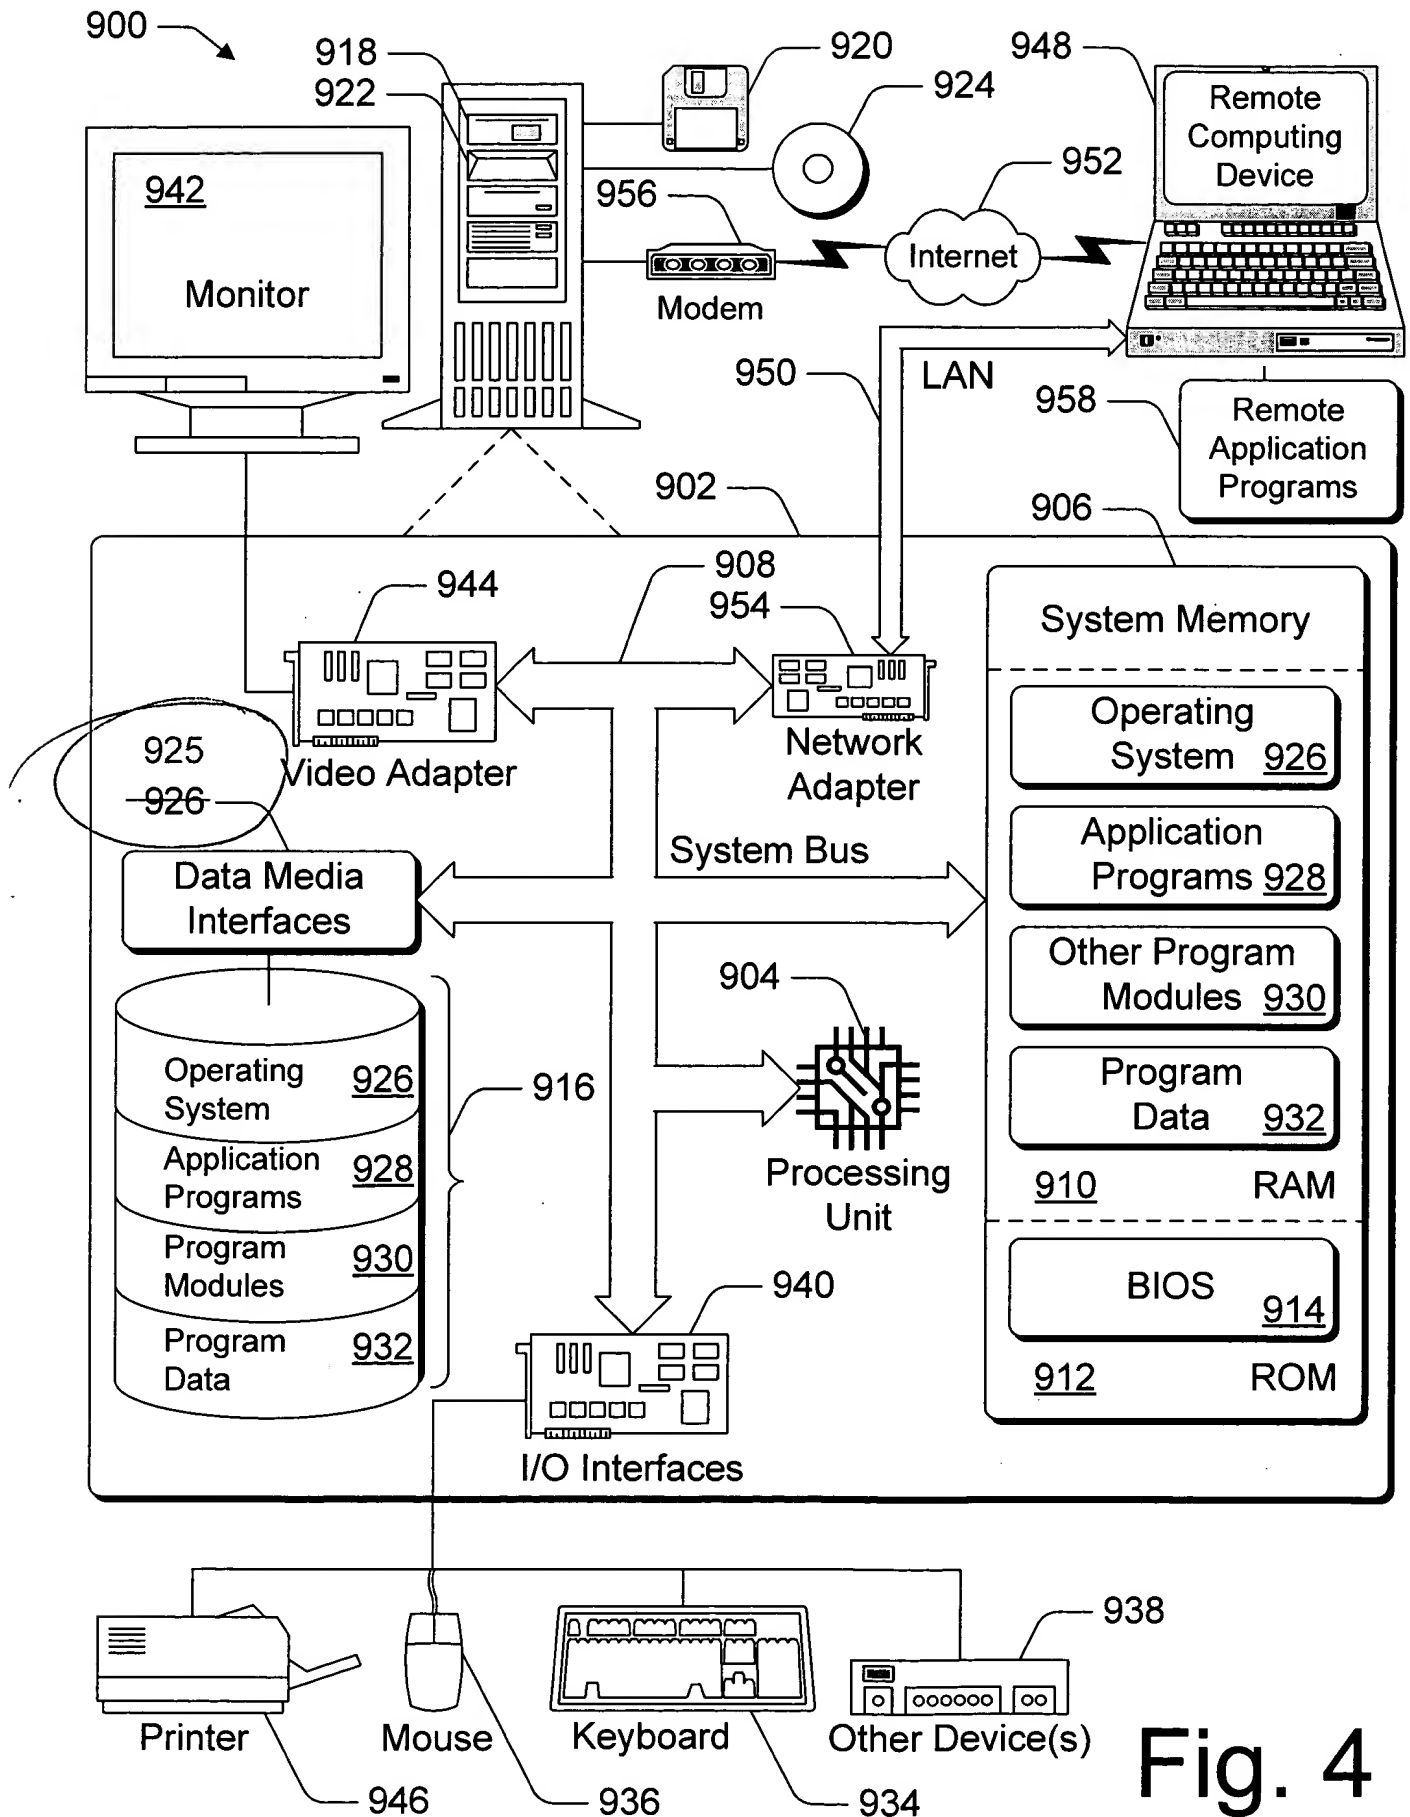 900
918
922
920
924
948
Remote
Computing
Device
942
Monitor
956
Modem
952
Internet
950
LAN
958
Remote
Application
Programs
902
906
908
944
954
Video Adapter
Network
Adapter
925
926
Data Media
Interfaces
System Bus
System Memory
Operating
System 926
Application
Programs 928
Other Program
Modules 930
Program
Data 932
910 RAM
BIOS
914
912 ROM
904
Processing
Unit
Operating
System 926
Application
Programs 928
Program
Modules 930
Program
Data 932
916
940
I/O Interfaces
938
Printer
Mouse
Keyboard
Other Device(s)
946
936
934
Fig. 4